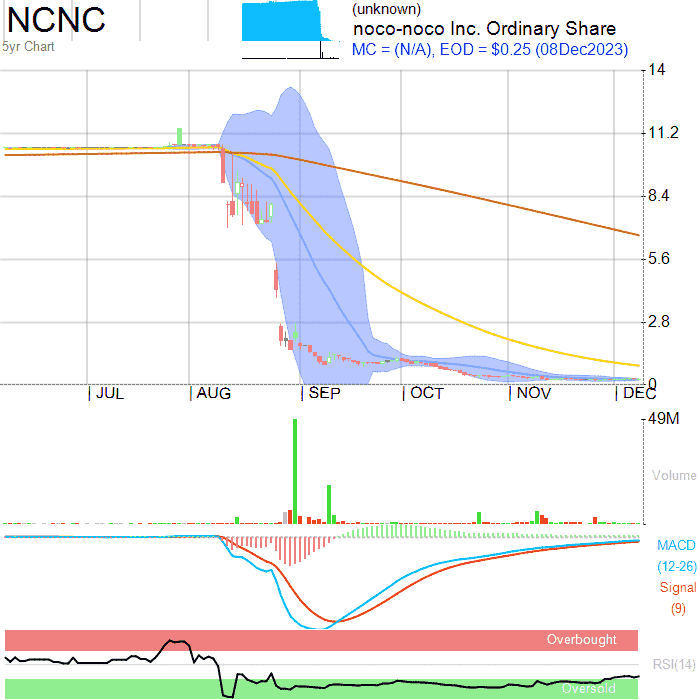 NCNC
5yr Chart
(unknown)
noco-noco Inc. Ordinary Share
MC = (N/A), EOD = $0.25 (08Dec2023)
14
11.2
8.4
5.6
2.8
0
JUL
AUG
SEP
OCT
NOV
DEC
49M
Volume
MACD
(12-26)
Signal
(9)
Overbought
RSI(14)
Oversold